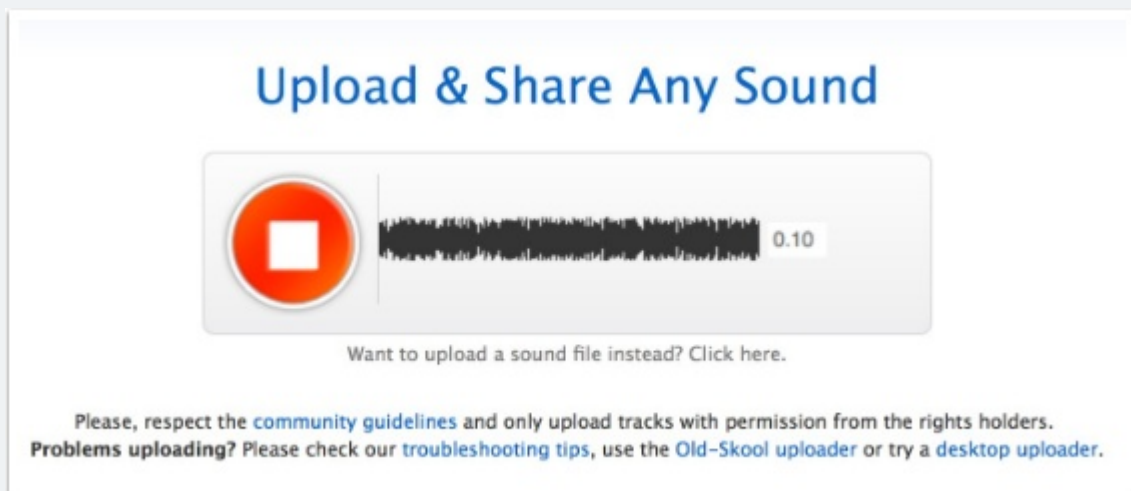 Upload & Share Any Sound
0.10
Want to upload a sound file instead? Click here.
Please, respect the community guidelines and only upload tracks with permission from the rights holders.
Problems uploading? Please check our troubleshooting tips, use the Old-Skool uploader or try a desktop uploader.